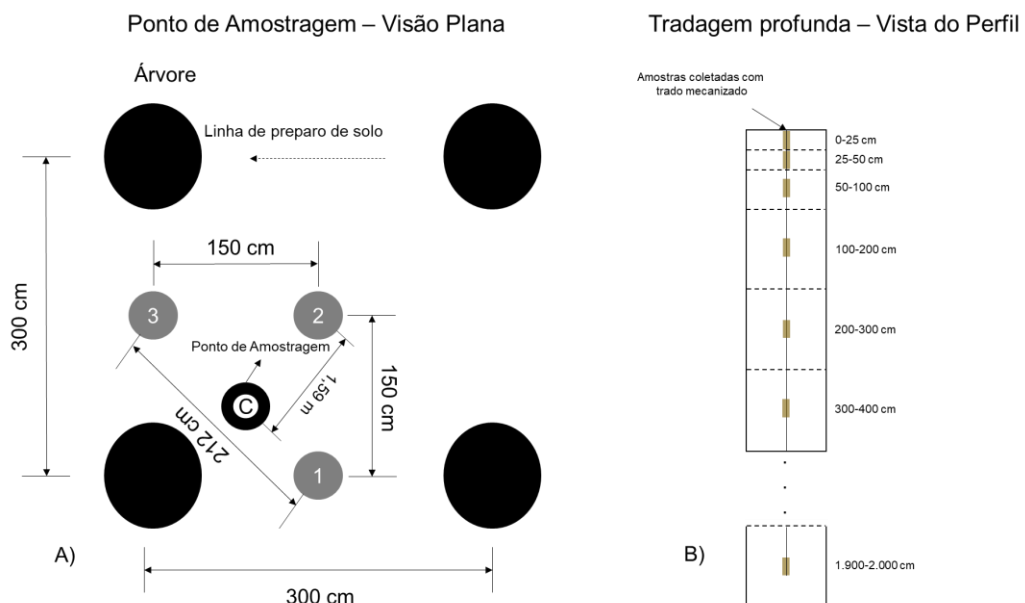 Ponto de Amostragem – Visão Plana
Árvore
Linha de preparo de solo
150 cm
300 cm
3
2
Ponto de Amostragem
C
1,59 m
150 cm
212 cm
1
A)
300 cm
Tradagem profunda – Vista do Perfil
Amostras coletadas com
trado mecanizado
0-25 cm
25-50 cm
50-100 cm
100-200 cm
200-300 cm
300-400 cm
B)
1.900-2.000 cm